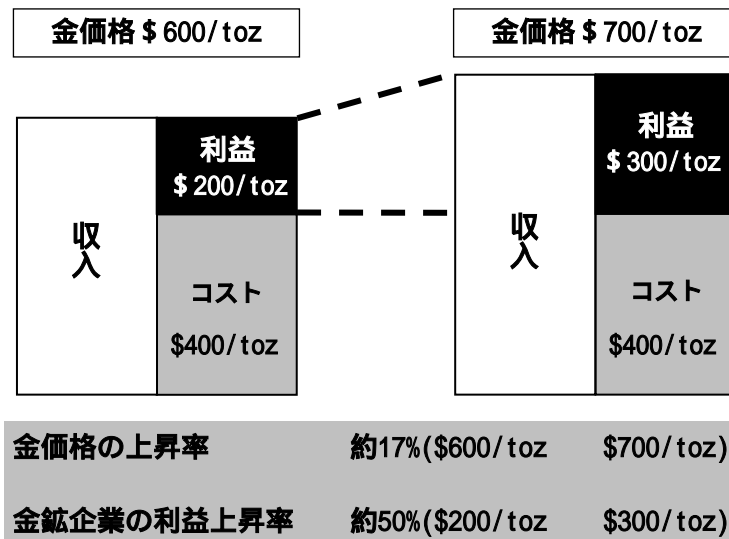 金価格＄600/toz
金価格＄700/toz
収入
利益
＄200/toz
コスト
$400/toz
収入
利益
＄300/toz
コスト
$400/toz
金価格の上昇率 約17%($600/toz $700/toz)
金鉱企業の利益上昇率 約50%($200/toz $300/toz)